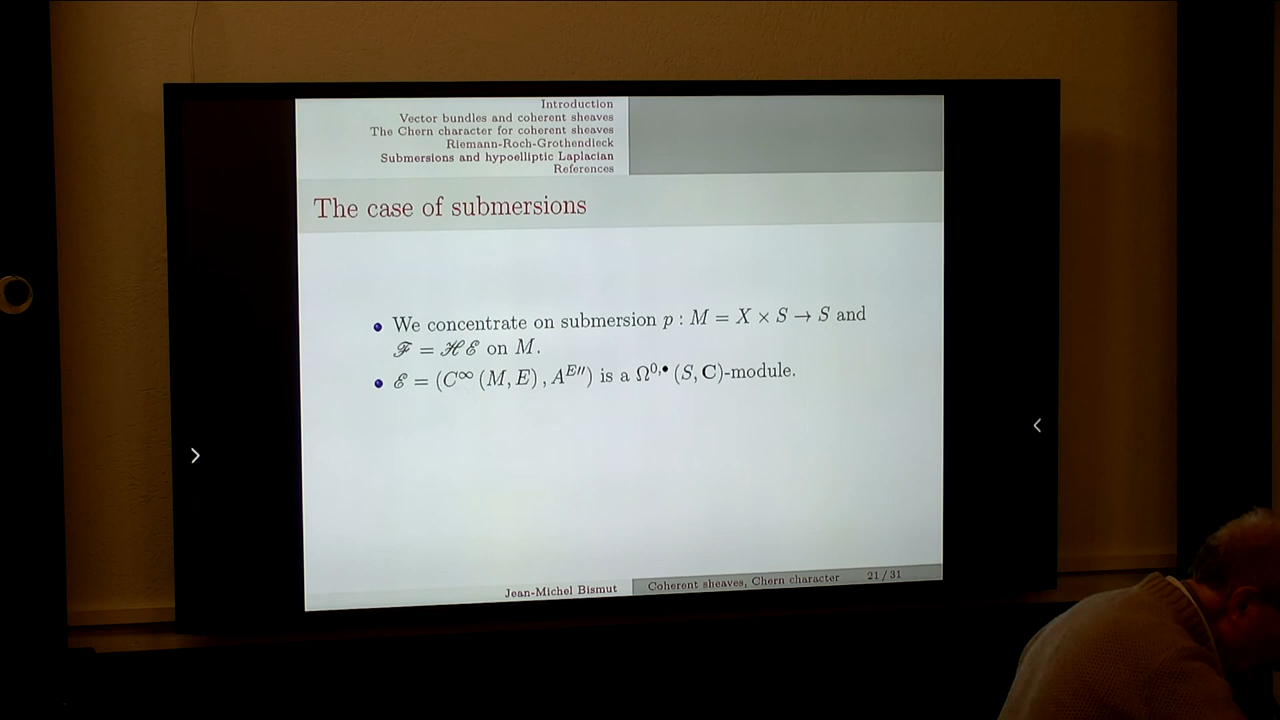 Introduction
Vector bundles and coherent sheaves
The Chern character for coherent sheaves
Riemann-Roch-Grothendieck
Submersions and hypoelliptic Laplacian
References
The case of submersions
• We concentrate on submersion p : M = X × S → S and
ℱ = ℋℰ on M.
• ℰ = (C^∞ (M, E) , A^{E″}) is a Ω^{0,•} (S, C)-module.
Jean-Michel Bismut
Coherent sheaves, Chern character
21 / 31